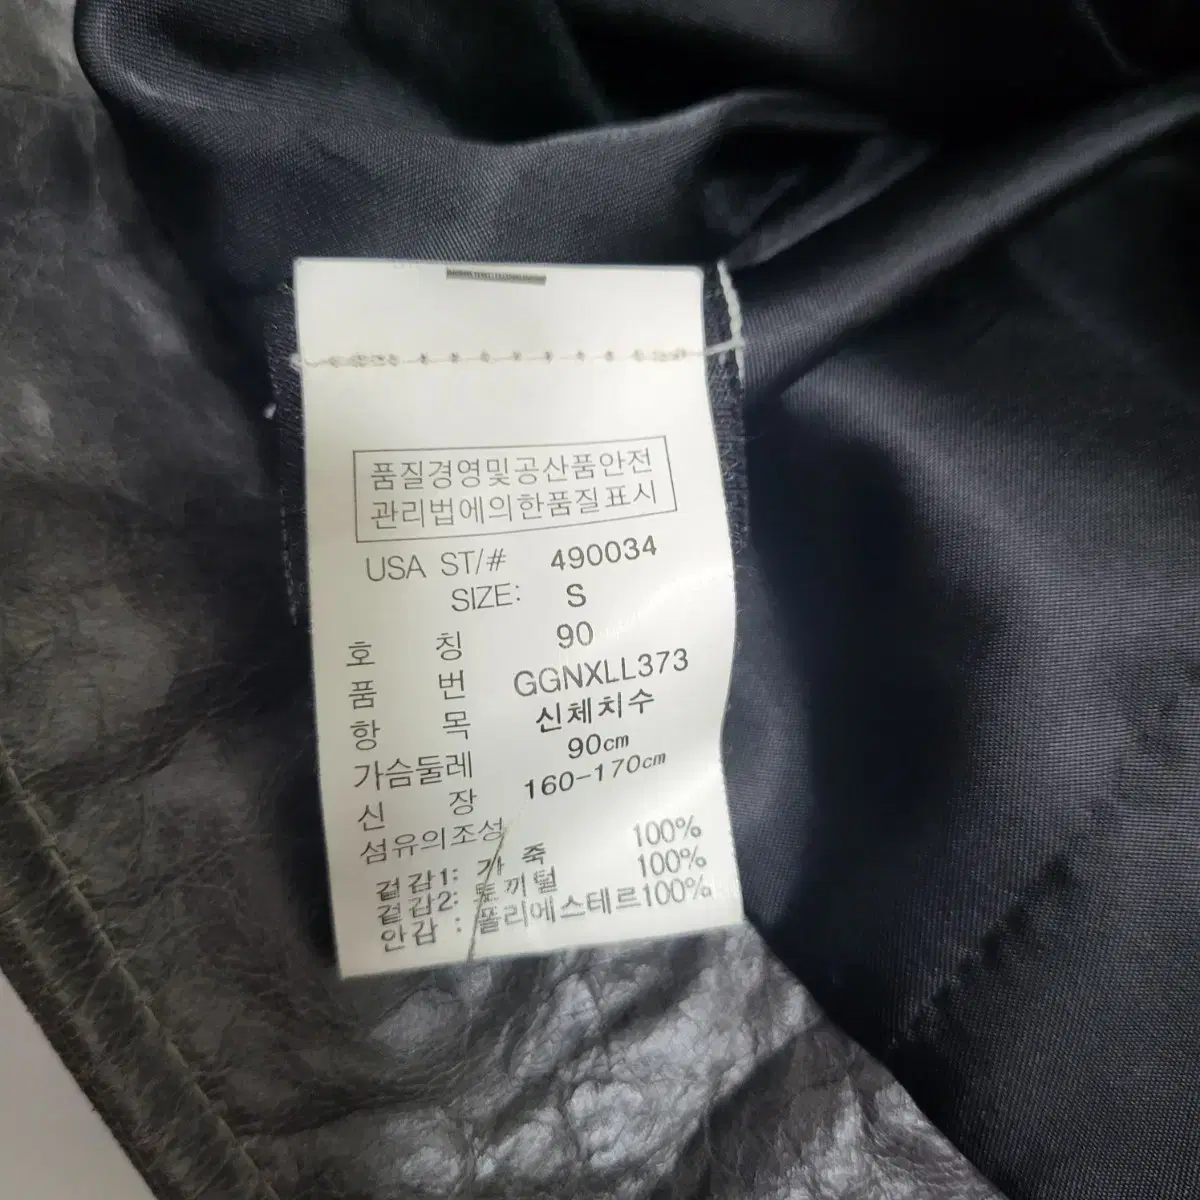 품질경영및공산품안전
관리법에의한품질표시
USA ST/# 490034
SIZE: S
호 칭 90
품 번 GGNXLL373
항 목 신체치수
가슴둘레 90cm
신 장 160-170cm
섬유의조성
겉감1: 가 죽 100%
겉감2: 토끼털 100%
안감 : 폴리에스테르100%